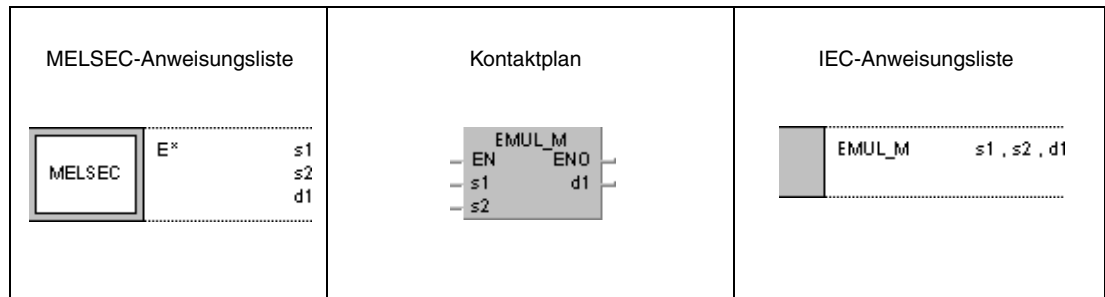 MELSEC-Anweisungsliste
MELSEC
E* s1
s2
d1
Kontaktplan
EMUL_M
EN ENO
s1 d1
s2
IEC-Anweisungsliste
EMUL_M s1 , s2 , d1